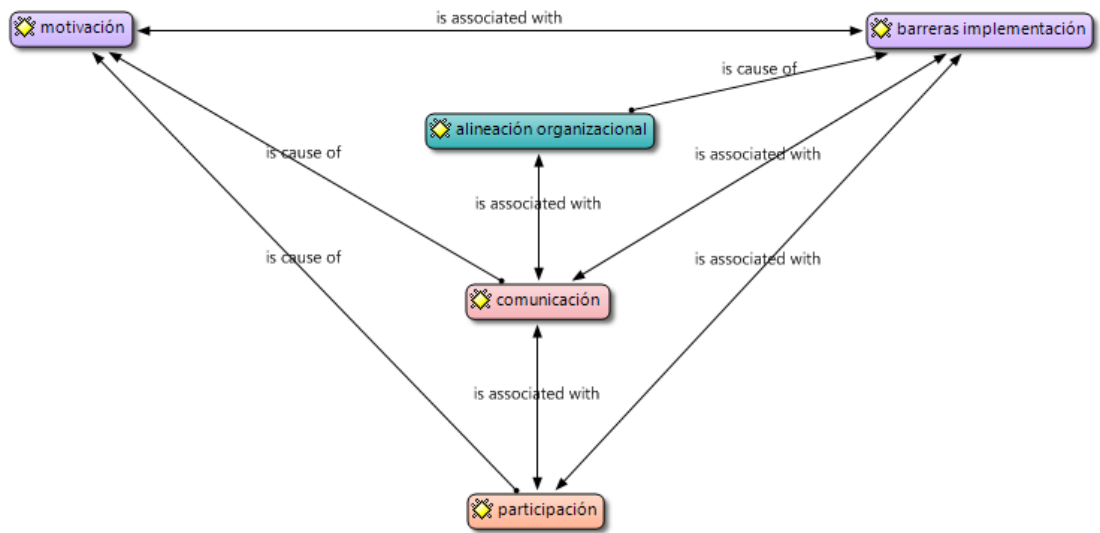 is associated with
motivación
barreras implementación
is cause of
alineación organizacional
is cause of
is associated with
is associated with
is cause of
is associated with
comunicación
is associated with
participación